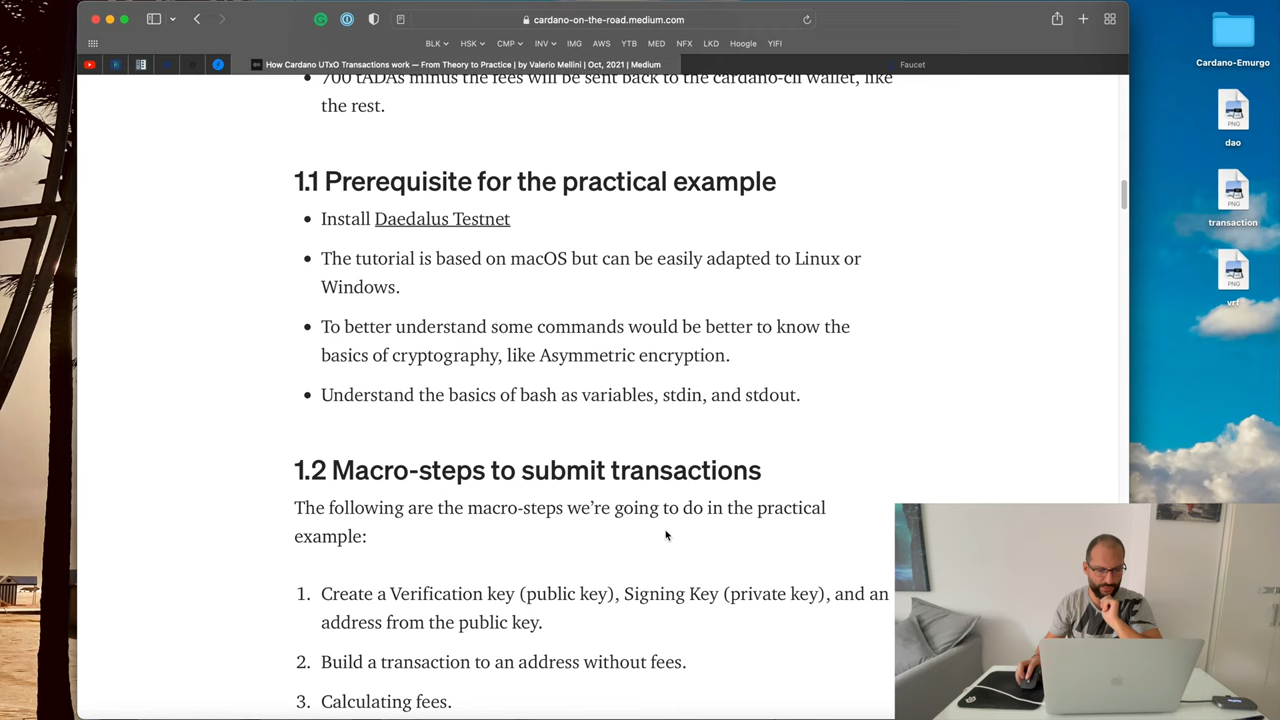 cardano-on-the-road.medium.com
BLK HSK CMP INV IMG AWS YTB MED NFX LKD Hoogle YIFI
How Cardano UTxO Transactions work — From Theory to Practice | by Valerio Mellini | Oct, 2021 | Medium
Faucet
700 tADAs minus the fees will be sent back to the cardano-cli wallet, like
the rest.
1.1 Prerequisite for the practical example
• Install Daedalus Testnet
• The tutorial is based on macOS but can be easily adapted to Linux or
Windows.
• To better understand some commands would be better to know the
basics of cryptography, like Asymmetric encryption.
• Understand the basics of bash as variables, stdin, and stdout.
1.2 Macro-steps to submit transactions
The following are the macro-steps we’re going to do in the practical
example:
1. Create a Verification key (public key), Signing Key (private key), and an
address from the public key.
2. Build a transaction to an address without fees.
3. Calculating fees.
Cardano-Emurgo
PNG
dao
PNG
transaction
PNG
vrt